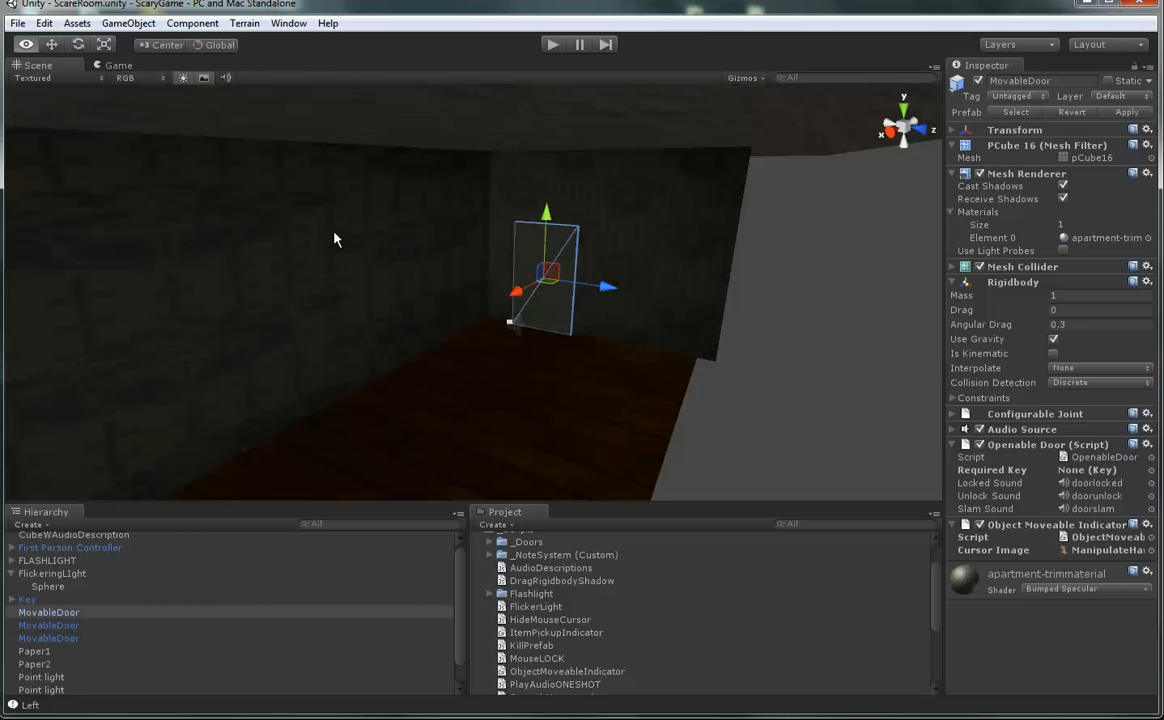 Unity - ScareRoom.unity - ScaryGame - PC and Mac Standalone
File Edit Assets GameObject Component Terrain Window Help
Center Global Layers Layout
Scene Game Inspector
Textured RGB Gizmos All
MovableDoor Static
Tag Untagged Layer Default
Prefab Select Revert Apply
y
x z
Transform
PCube 16 (Mesh Filter)
Mesh pCube16
Mesh Renderer
Cast Shadows
Receive Shadows
Materials
Size 1
Element 0 apartment-trim
Use Light Probes
Mesh Collider
Rigidbody
Mass 1
Drag 0
Angular Drag 0.3
Use Gravity
Is Kinematic
Interpolate None
Collision Detection Discrete
Constraints
Configurable Joint
Audio Source
Openable Door (Script)
Script OpenableDoor
Required Key None (Key)
Locked Sound doorlocked
Unlock Sound doorunlock
Slam Sound doorslam
Object Moveable Indicator
Script ObjectMoveab
Cursor Image ManipulateHa
apartment-trimmaterial
Shader Bumped Specular
Hierarchy
Create All
CubeWAudioDescription
First Person Controller
FLASHLIGHT
FlickeringLIght
Sphere
Key
MovableDoor
MovableDoor
MovableDoor
Paper1
Paper2
Point light
Point light
Project
Create All
_Doors
_NoteSystem (Custom)
AudioDescriptions
DragRigidbodyShadow
Flashlight
FlickerLight
HideMouseCursor
ItemPickupIndicator
KillPrefab
MouseLOCK
ObjectMoveableIndicator
PlayAudioONESHOT
Left